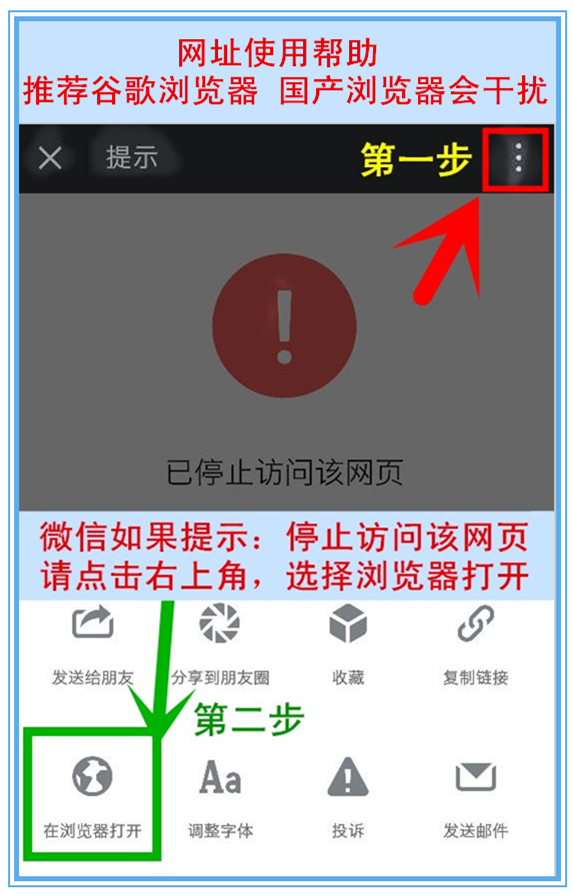 网址使用帮助
推荐谷歌浏览器 国产浏览器会干扰
提示 第一步
已停止访问该网页
微信如果提示：停止访问该网页
请点击右上角，选择浏览器打开
发送给朋友 分享到朋友圈 收藏 复制链接
第二步
Aa
在浏览器打开 调整字体 投诉 发送邮件